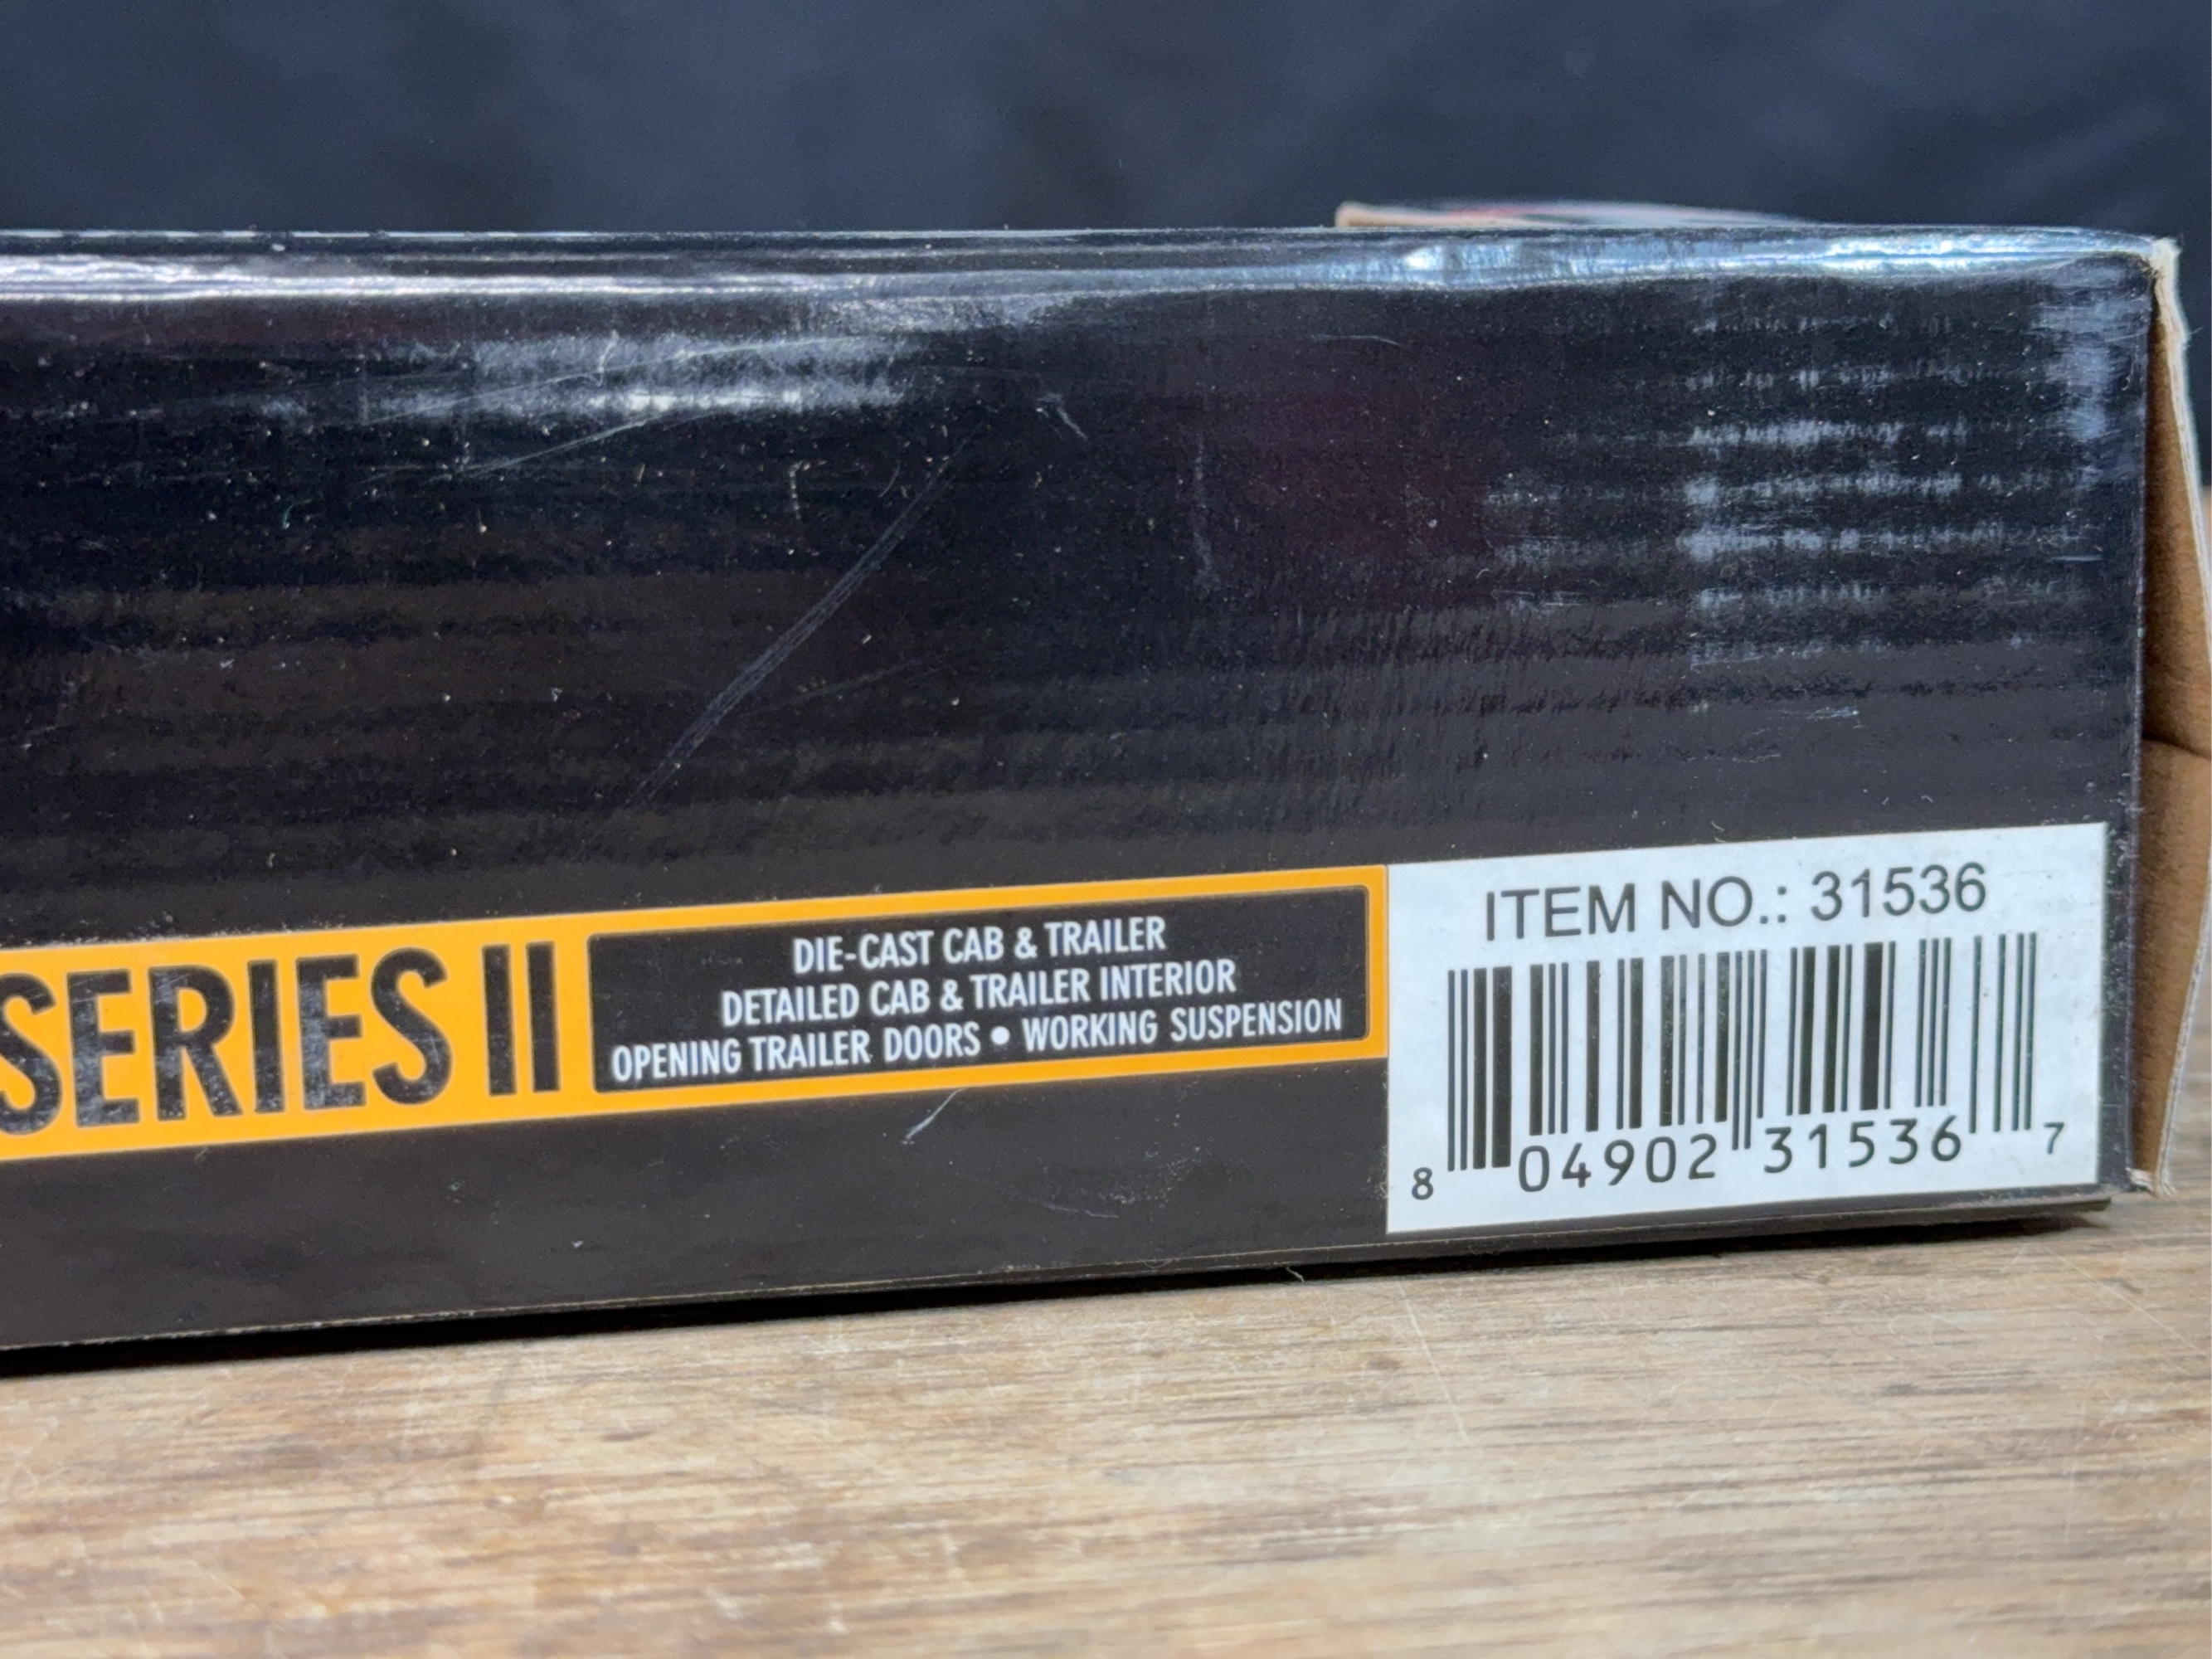 SERIES II
DIE-CAST CAB & TRAILER
DETAILED CAB & TRAILER INTERIOR
OPENING TRAILER DOORS • WORKING SUSPENSION
ITEM NO.: 31536
8 04902 31536 7